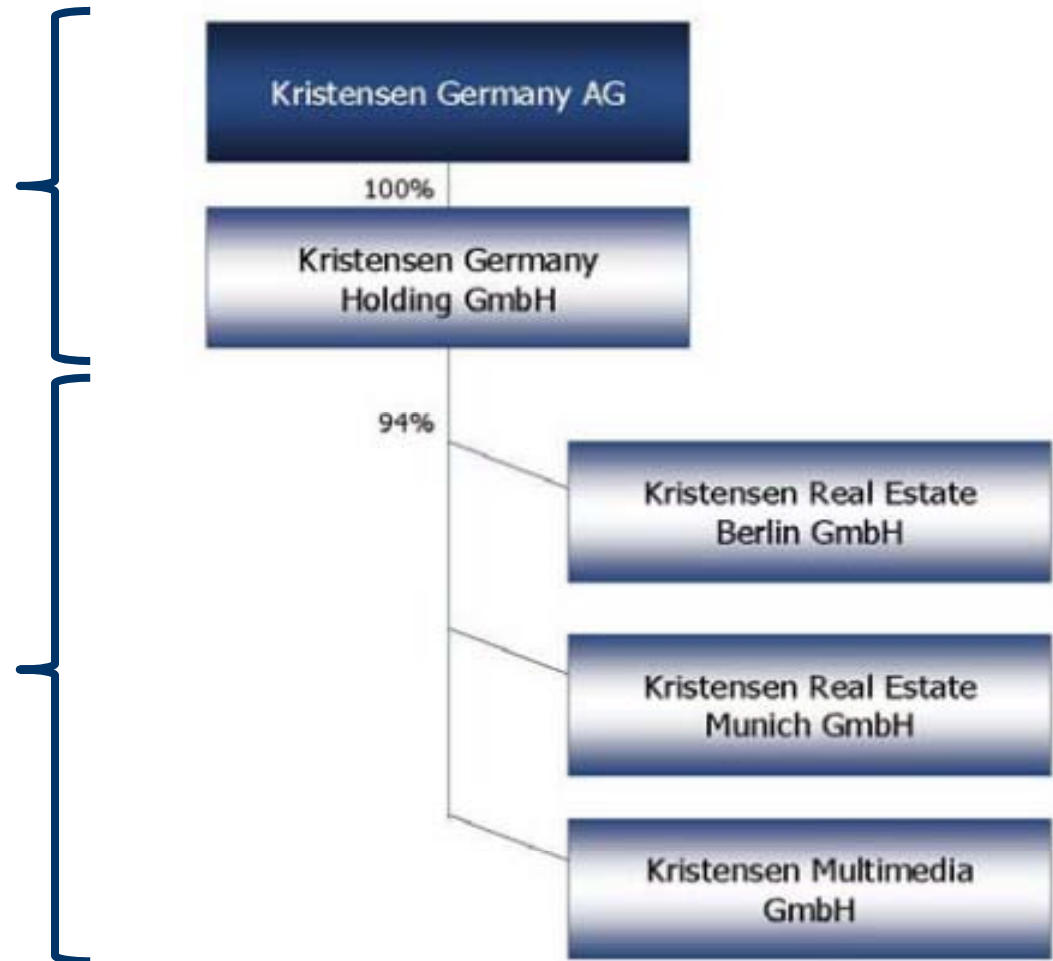 Kristensen Germany AG
100%
Kristensen Germany
Holding GmbH
94%
Kristensen Real Estate
Berlin GmbH
Kristensen Real Estate
Munich GmbH
Kristensen Multimedia
GmbH